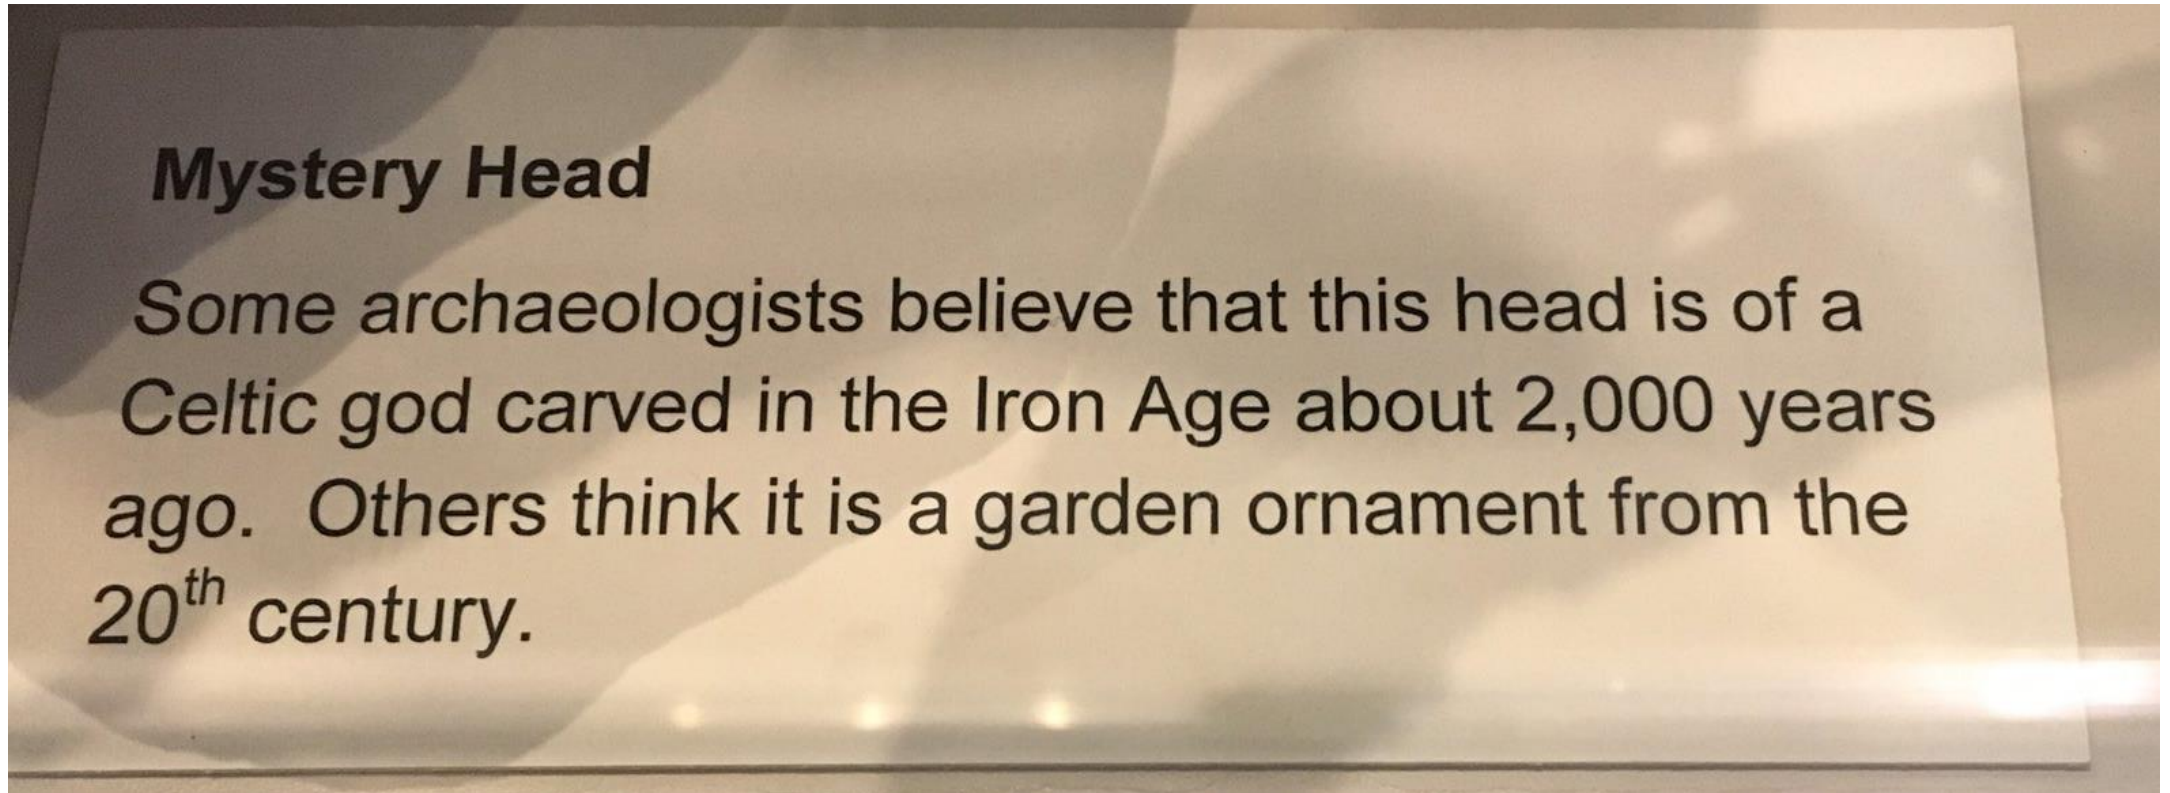 Mystery Head
Some archaeologists believe that this head is of a
Celtic god carved in the Iron Age about 2,000 years
ago.  Others think it is a garden ornament from the
20th century.